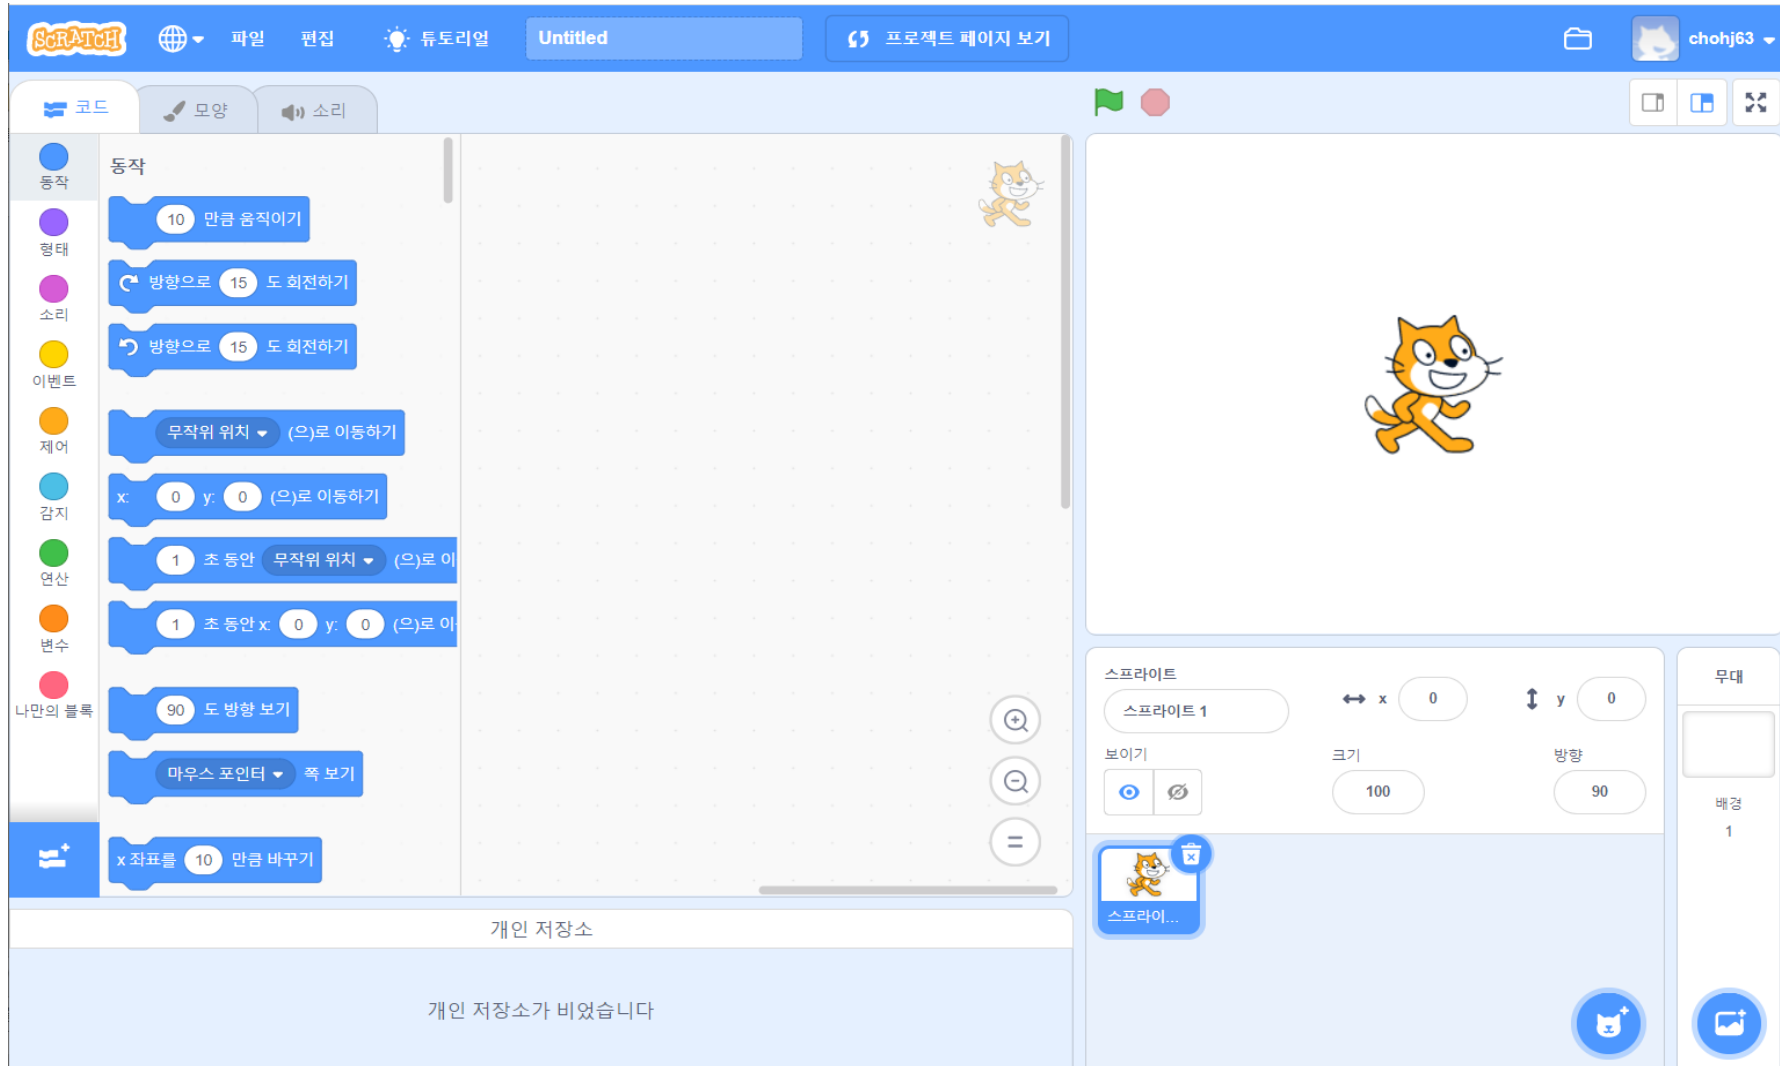 SCRATCH 파일 편집 튜토리얼 Untitled 프로젝트 페이지 보기 chohj63
코드 모양 소리
동작
형태
소리
이벤트
제어
감지
연산
변수
나만의 블록
동작
10 만큼 움직이기
방향으로 15 도 회전하기
방향으로 15 도 회전하기
무작위 위치 (으)로 이동하기
x: 0 y: 0 (으)로 이동하기
1 초 동안 무작위 위치 (으)로 이
1 초 동안 x: 0 y: 0 (으)로 이
90 도 방향 보기
마우스 포인터 쪽 보기
x 좌표를 10 만큼 바꾸기
개인 저장소
개인 저장소가 비었습니다
스프라이트
스프라이트 1 x 0 y 0
보이기 크기 방향
100 90
스프라이...
무대
배경
1